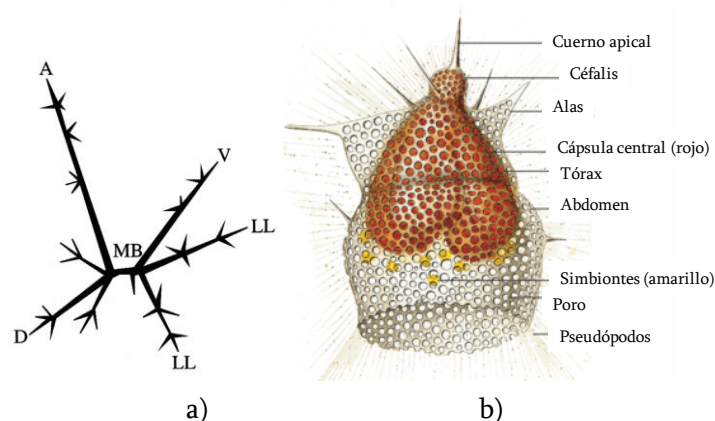 A
V
LL
MB
D
LL
a)
Cuerno apical
Céfalis
Alas
Cápsula central (rojo)
Tórax
Abdomen
Simbiontes (amarillo)
Poro
Pseudópodos
b)